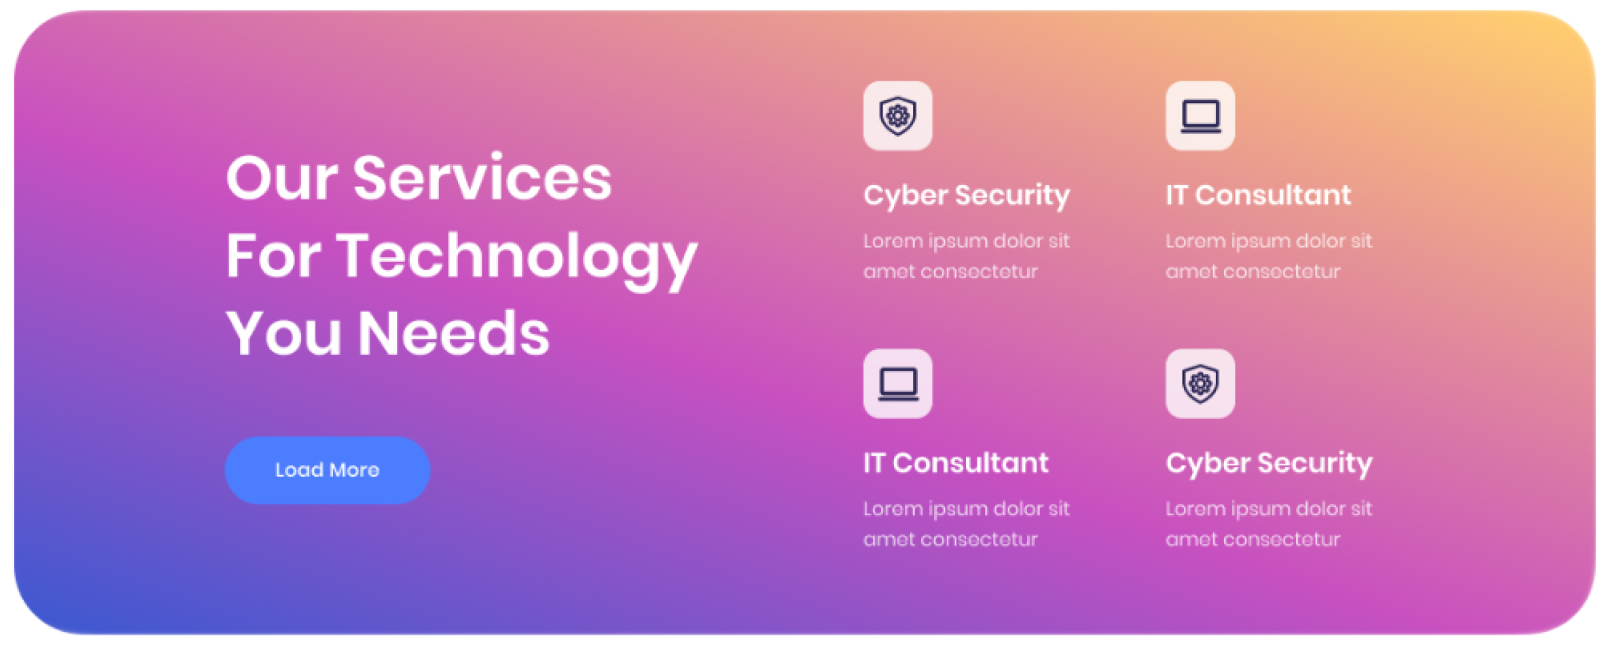 Our Services
For Technology
You Needs
Load More
Cyber Security
Lorem ipsum dolor sit
amet consectetur
IT Consultant
Lorem ipsum dolor sit
amet consectetur
IT Consultant
Lorem ipsum dolor sit
amet consectetur
Cyber Security
Lorem ipsum dolor sit
amet consectetur